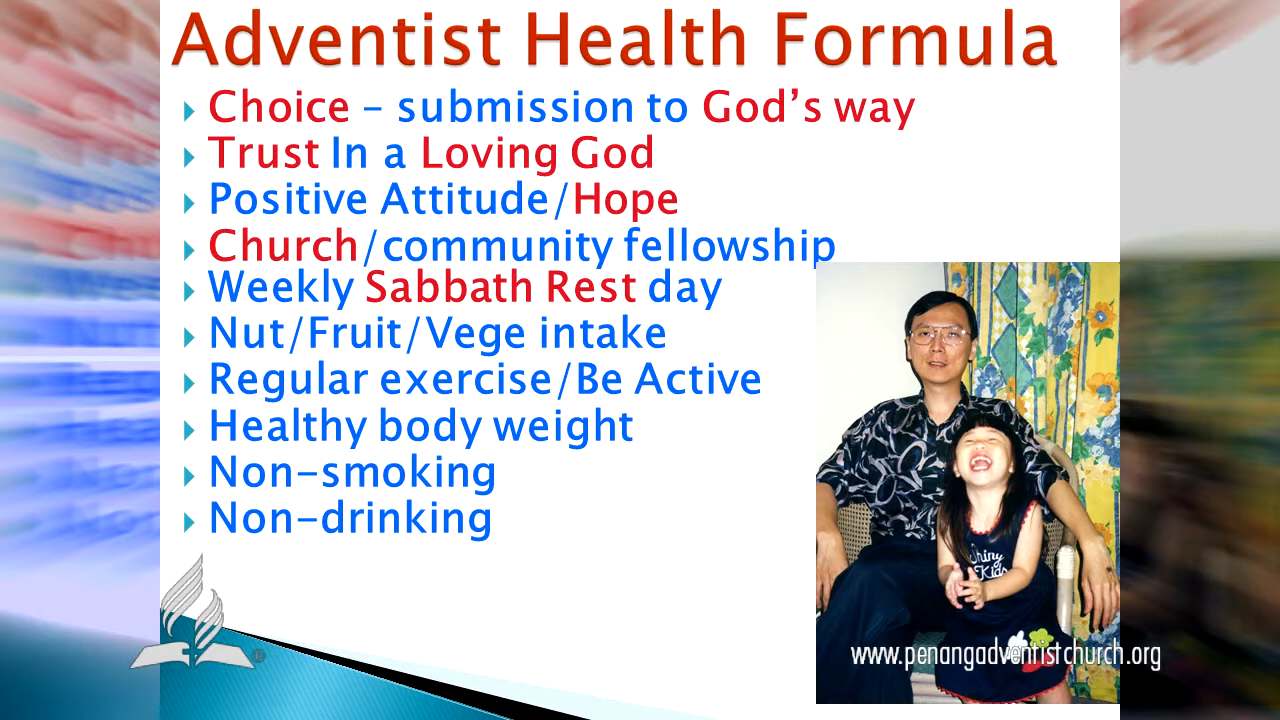 Adventist Health Formula
Choice – submission to God’s way
Trust In a Loving God
Positive Attitude/Hope
Church/community fellowship
Weekly Sabbath Rest day
Nut/Fruit/Vege intake
Regular exercise/Be Active
Healthy body weight
Non-smoking
Non-drinking
Shiny
Kids
www.penangadventistchurch.org